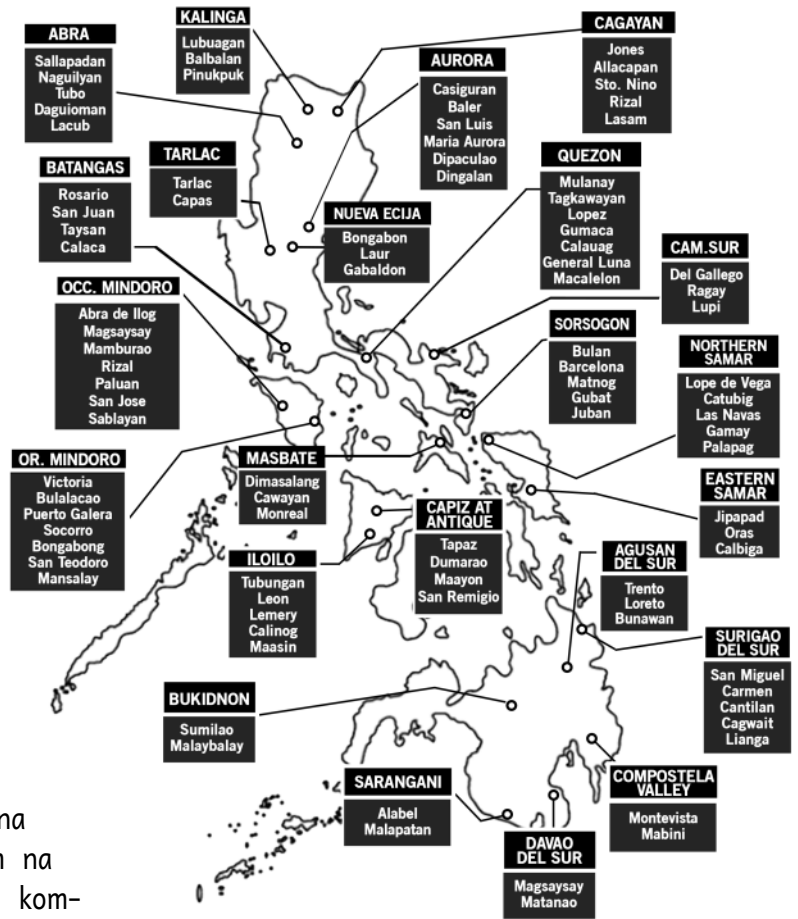 KALINGA
Lubuagan
Balbalan
Pinukpuk
CAGAYAN
Jones
Allacapan
Sto. Nino
Rizal
Lasam
ABRA
Sallapadan
Naguilyan
Tubo
Daguioman
Lacub
AURORA
Casiguran
Baler
San Luis
Maria Aurora
Dipaculao
Dingalan
TARLAC
Tarlac
Capas
QUEZON
Mulanay
Tagkawayan
Lopez
Gumaca
Calauag
General Luna
Macalelon
BATANGAS
Rosario
San Juan
Taysan
Calaca
NUEVA ECIJA
Bongabon
Laur
Gabaldon
CAM.SUR
Del Gallego
Ragay
Lupi
OCC. MINDORO
Abra de Ilog
Magsaysay
Mamburao
Rizal
Paluan
San Jose
Sablayan
SORSOGON
Bulan
Barcelona
Matnog
Gubat
Juban
NORTHERN
SAMAR
Lope de Vega
Catubig
Las Navas
Gamay
Palapag
OR. MINDORO
Victoria
Bulalacao
Puerto Galera
Socorro
Bongabong
San Teodoro
Mansalay
MASBATE
Dimasalang
Cawayan
Monreal
CAPIZ AT
ANTIQUE
Tapaz
Dumarao
Maayon
San Remigio
EASTERN
SAMAR
Jipapad
Oras
Calbiga
ILOILO
Tubungan
Leon
Lemery
Calinog
Maasin
AGUSAN
DEL SUR
Trento
Loreto
Bunawan
SURIGAO
DEL SUR
San Miguel
Carmen
Cantilan
Cagwait
Lianga
BUKIDNON
Sumilao
Malaybalay
COMPOSTELA
VALLEY
Montevista
Mabini
SARANGANI
Alabel
Malapatan
DAVAO
DEL SUR
Magsaysay
Matanao
na
kom-